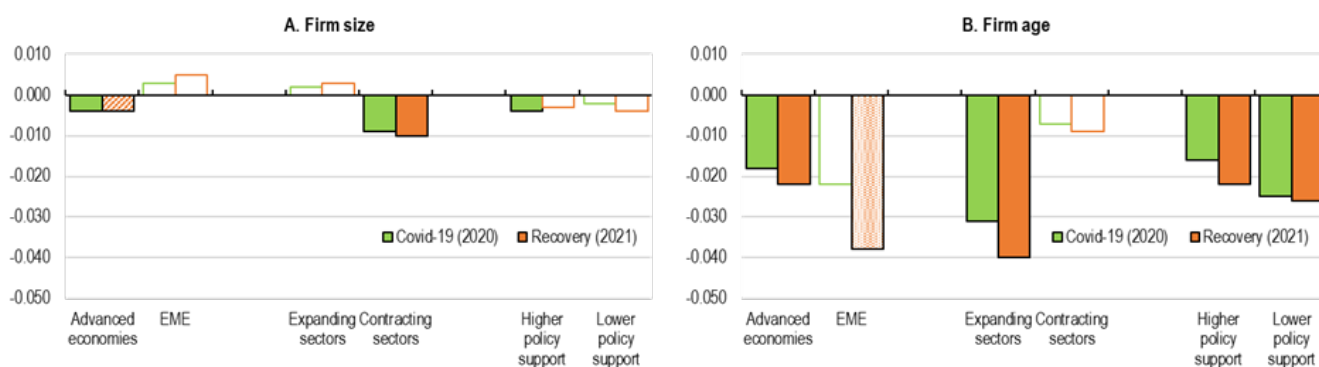 A. Firm size
0.010
0.000
-0.010
-0.020
-0.030
-0.040
-0.050
Covid-19 (2020) Recovery (2021)
Advanced economies
EME
Expanding sectors
Contracting sectors
Higher policy support
Lower policy support
B. Firm age
0.010
0.000
-0.010
-0.020
-0.030
-0.040
-0.050
Covid-19 (2020) Recovery (2021)
Advanced economies
EME
Expanding sectors
Contracting sectors
Higher policy support
Lower policy support